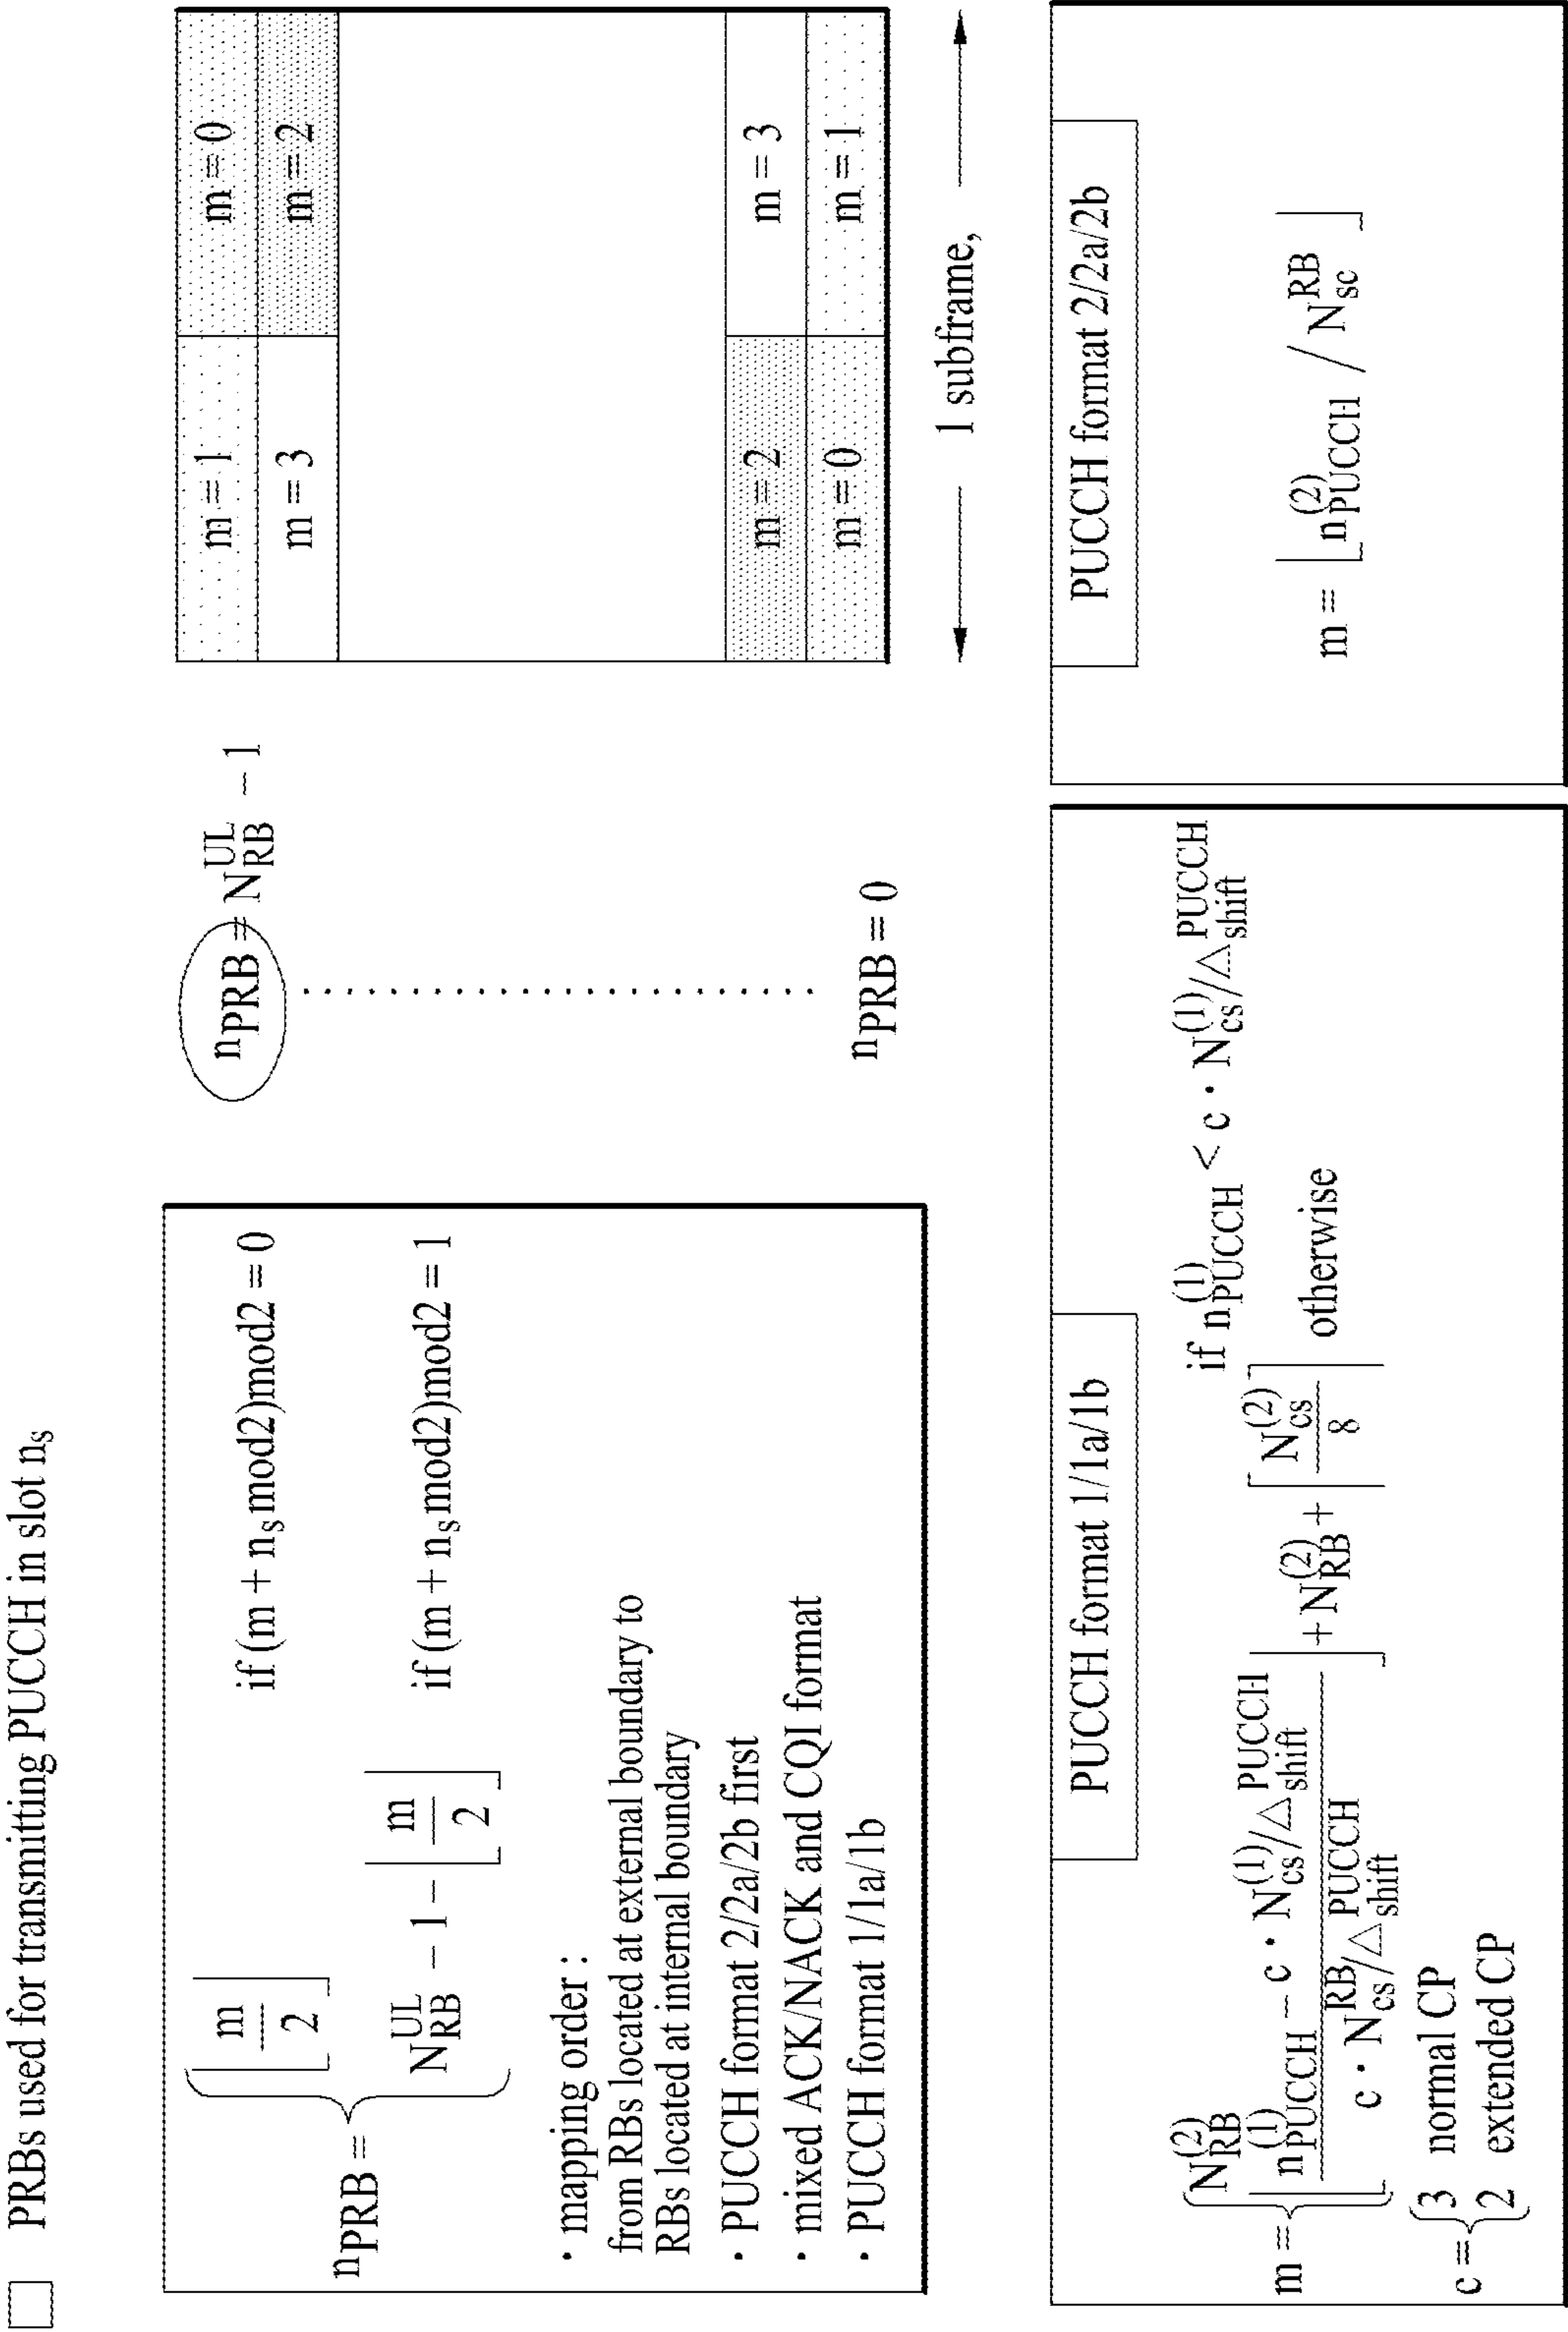 PRBs used for transmitting PUCCH in slot n_s
n_PRB = { ⌊m/2⌋ if (m + n_s mod2)mod2 = 0
N_RB^UL − 1 − ⌊m/2⌋ if (m + n_s mod2)mod2 = 1
· mapping order :
from RBs located at external boundary to
RBs located at internal boundary
· PUCCH format 2/2a/2b first
· mixed ACK/NACK and CQI format
· PUCCH format 1/1a/1b
n_PRB = N_RB^UL − 1
n_PRB = 0
m = 1 m = 0
m = 3 m = 2
m = 2 m = 3
m = 0 m = 1
1 subframe,
PUCCH format 1/1a/1b
m = { N_RB^(2) if n_PUCCH^(1) < c · N_cs^(1)/△_shift^PUCCH
⌊(n_PUCCH^(1) − c · N_cs^(1)/△_shift^PUCCH)/(c · N_cs^RB/△_shift^PUCCH)⌋ + N_RB^(2) + ⌈N_cs^(2)/8⌉ otherwise
c = { 3 normal CP
2 extended CP
PUCCH format 2/2a/2b
m = ⌊n_PUCCH^(2) / N_sc^RB⌋